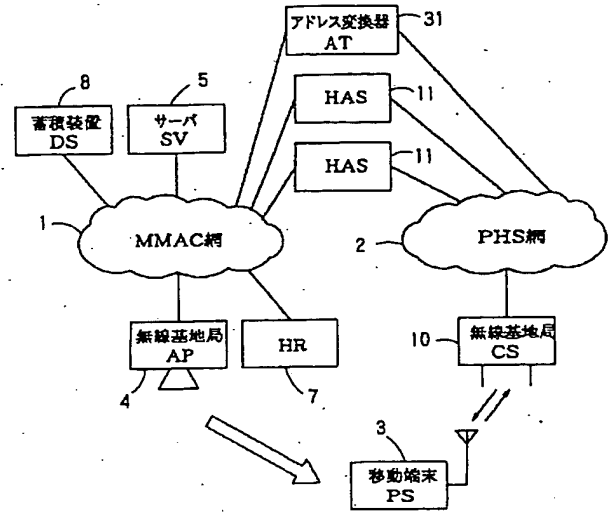 アドレス変換器
AT
31
8
5
HAS
11
蓄積装置
DS
サーバ
SV
HAS
11
1
MMAC網
2
PHS網
無線基地局
AP
HR
10
無線基地局
CS
4
7
3
移動端末
PS